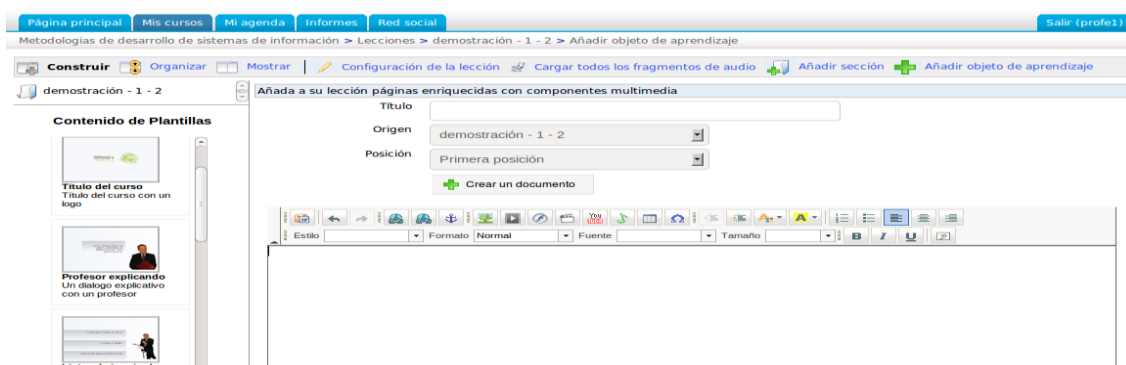 Página principal Mis cursos Mi agenda Informes Red social Salir (profe1)
Metodologias de desarrollo de sistemas de información > Lecciones > demostración - 1 - 2 > Añadir objeto de aprendizaje
Construir Organizar Mostrar Configuración de la lección Cargar todos los fragmentos de audio Añadir sección Añadir objeto de aprendizaje
demostración - 1 - 2
Añada a su lección páginas enriquecidas con componentes multimedia
Contenido de Plantillas
Título del curso
Título del curso con un
logo
Profesor explicando
Un dialogo explicativo
con un profesor
Título
Origen demostración - 1 - 2
Posición Primera posición
Crear un documento
You
Estilo Formato Normal Fuente Tamaño B I U